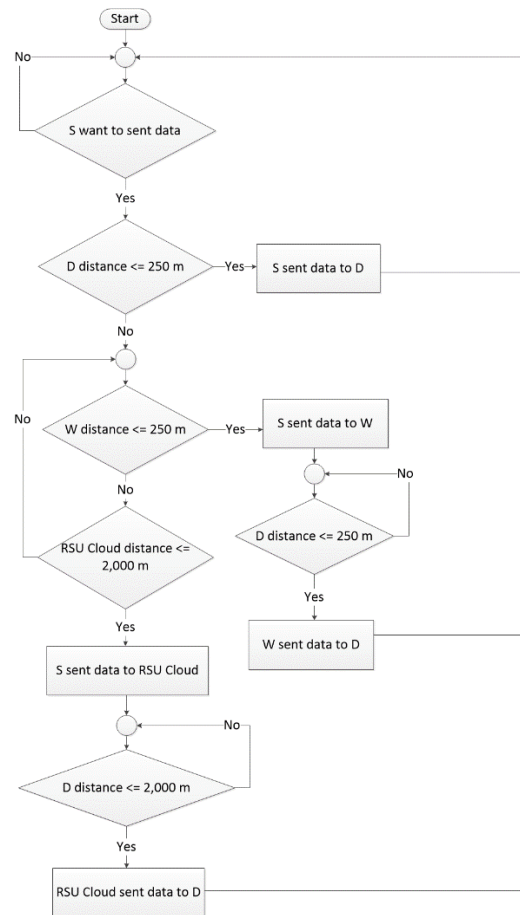 Start
No
S want to sent data
Yes
D distance <= 250 m
Yes
S sent data to D
No
No
W distance <= 250 m
Yes
S sent data to W
No
No
D distance <= 250 m
RSU Cloud distance <=
2,000 m
Yes
Yes
W sent data to D
S sent data to RSU Cloud
No
D distance <= 2,000 m
Yes
RSU Cloud sent data to D